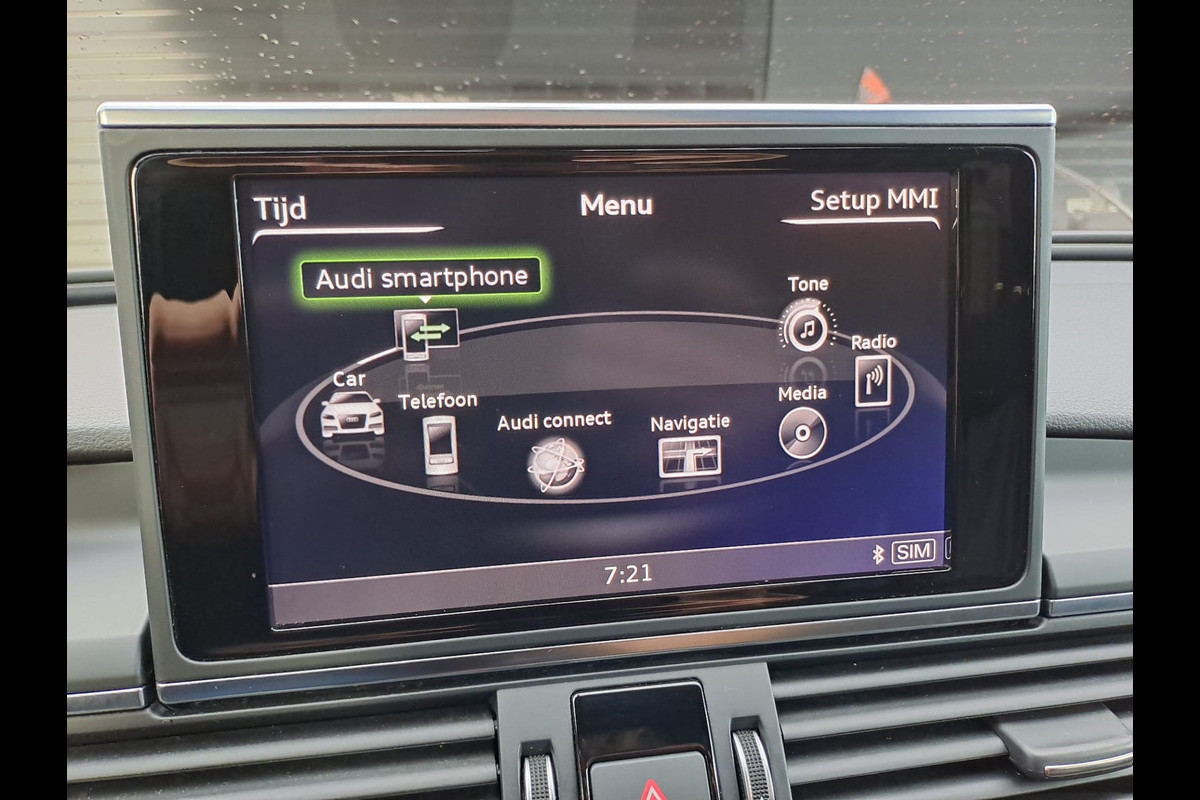 Tijd
Menu
Setup MMI
Audi smartphone
Tone
Radio
Car
Telefoon
Media
Audi connect
Navigatie
7:21
SIM